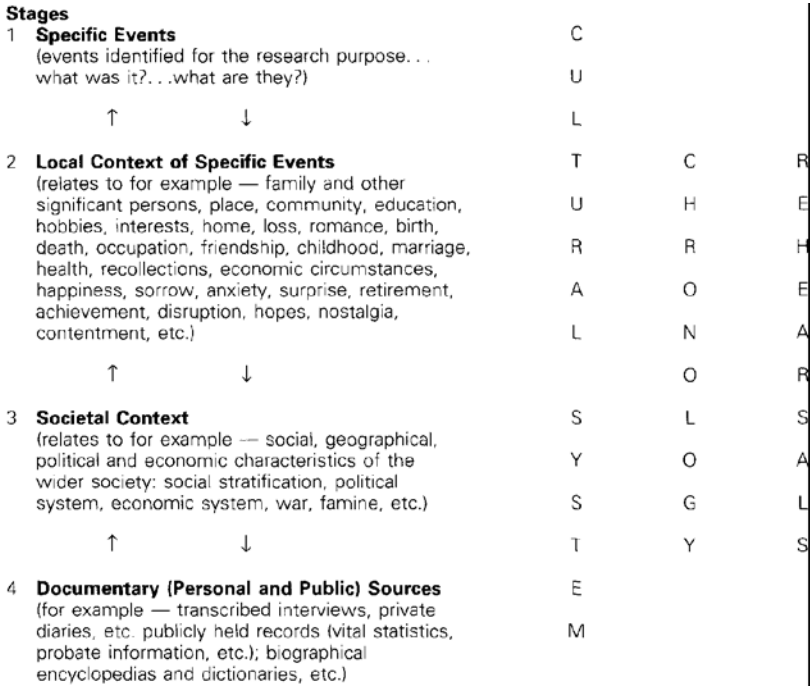 Stages
1 Specific Events
(events identified for the research purpose. . .
what was it?. . .what are they?)
↑ ↓
2 Local Context of Specific Events
(relates to for example — family and other
significant persons, place, community, education,
hobbies, interests, home, loss, romance, birth,
death, occupation, friendship, childhood, marriage,
health, recollections, economic circumstances,
happiness, sorrow, anxiety, surprise, retirement,
achievement, disruption, hopes, nostalgia,
contentment, etc.)
↑ ↓
3 Societal Context
(relates to for example — social, geographical,
political and economic characteristics of the
wider society: social stratification, political
system, economic system, war, famine, etc.)
↑ ↓
4 Documentary (Personal and Public) Sources
(for example — transcribed interviews, private
diaries, etc. publicly held records (vital statistics,
probate information, etc.); biographical
encyclopedias and dictionaries, etc.)
CULTURAL SYSTEM
CHRONOLOGY
REHEARSALS